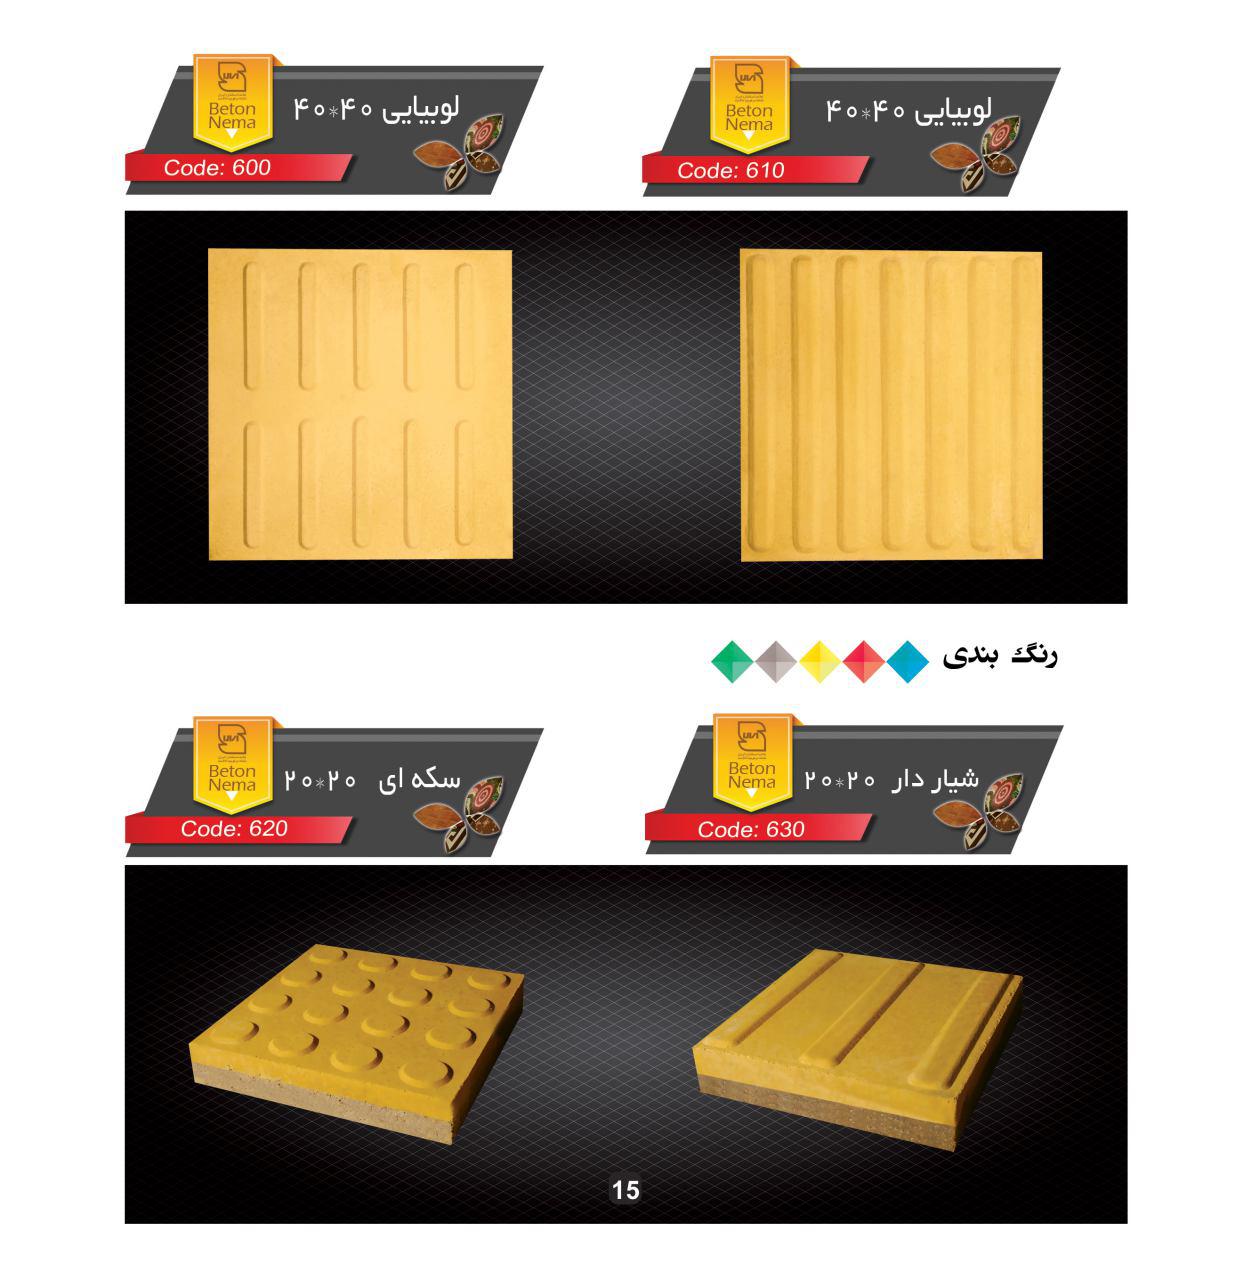 Beton
Nema
لوبیایی ۴۰*۴۰
Code: 600
Beton
Nema
لوبیایی ۴۰*۴۰
Code: 610
رنگ بندی
Beton
Nema
سکه ای ۲۰*۲۰
Code: 620
Beton
Nema
شیار دار ۲۰*۲۰
Code: 630
15